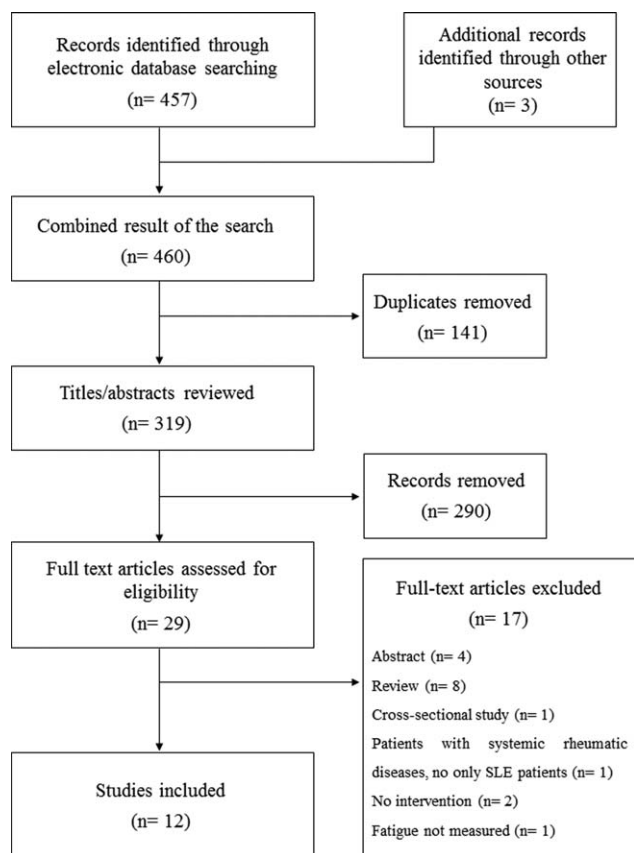 Records identified through
electronic database searching
(n= 457)
Additional records
identified through other
sources
(n= 3)
Combined result of the search
(n= 460)
Duplicates removed
(n= 141)
Titles/abstracts reviewed
(n= 319)
Records removed
(n= 290)
Full text articles assessed for
eligibility
(n= 29)
Full-text articles excluded
(n= 17)
Abstract (n= 4)
Review (n= 8)
Cross-sectional study (n= 1)
Patients with systemic rheumatic
diseases, no only SLE patients (n= 1)
No intervention (n= 2)
Fatigue not measured (n= 1)
Studies included
(n= 12)